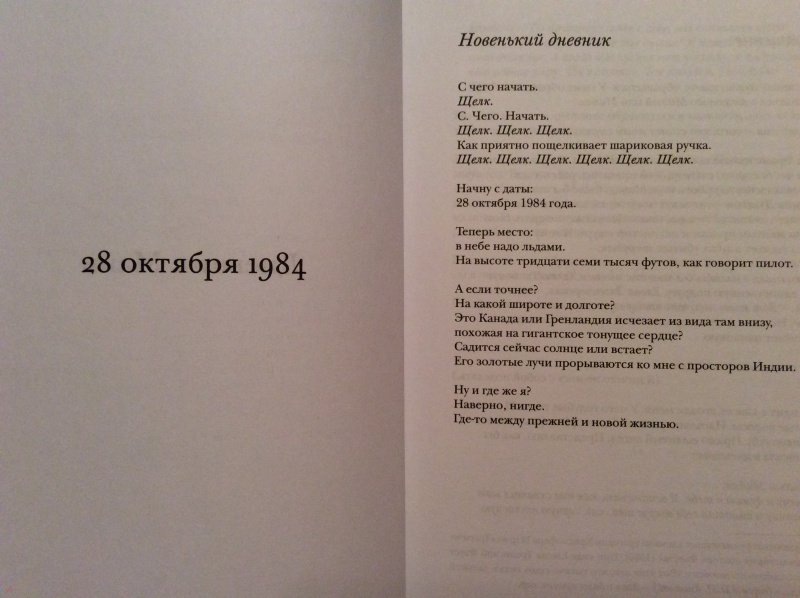 28 октября 1984
Новенький дневник
С чего начать.
Щелк.
С. Чего. Начать.
Щелк. Щелк. Щелк.
Как приятно пощелкивает шариковая ручка.
Щелк. Щелк. Щелк. Щелк. Щелк. Щелк.
Начну с даты:
28 октября 1984 года.
Теперь место:
в небе надо льдами.
На высоте тридцати семи тысяч футов, как говорит пилот.
А если точнее?
На какой широте и долготе?
Это Канада или Гренландия исчезает из вида там внизу,
похожая на гигантское тонущее сердце?
Садится сейчас солнце или встает?
Его золотые лучи прорываются ко мне с просторов Индии.
Ну и где же я?
Наверно, нигде.
Где-то между прежней и новой жизнью.